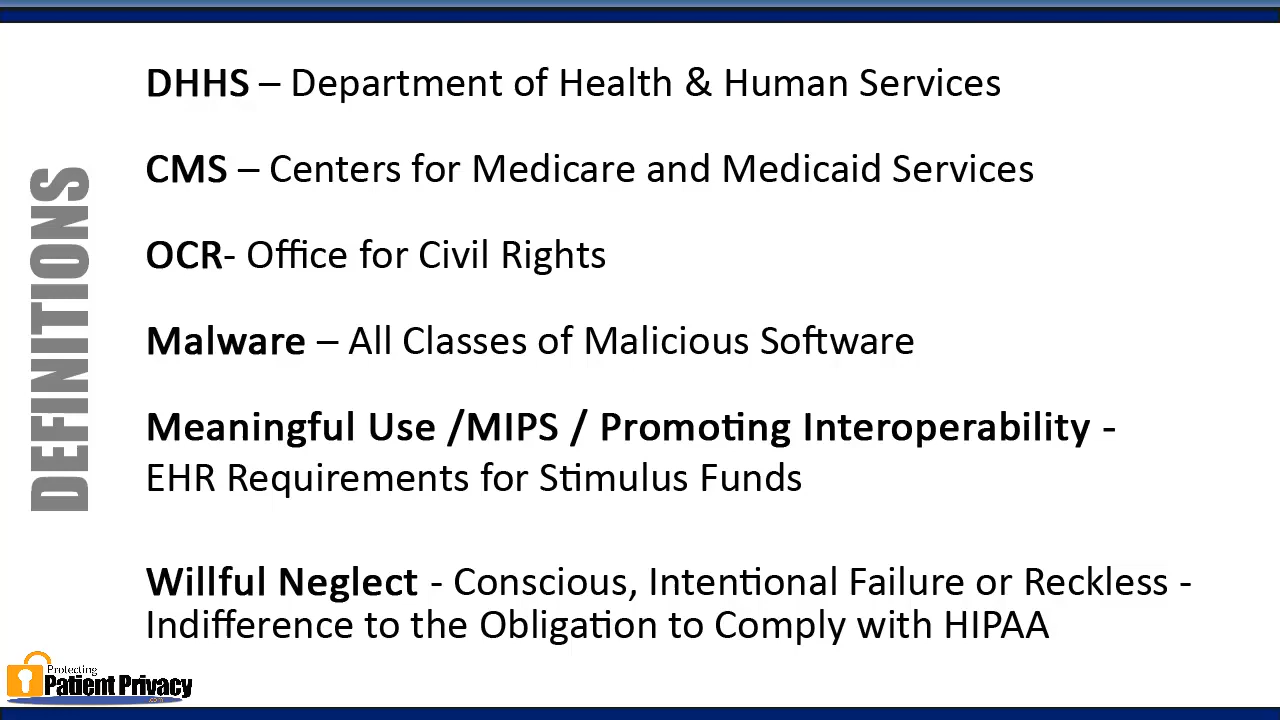 DEFINITIONS
DHHS – Department of Health & Human Services
CMS – Centers for Medicare and Medicaid Services
OCR- Office for Civil Rights
Malware – All Classes of Malicious Software
Meaningful Use /MIPS / Promoting Interoperability -
EHR Requirements for Stimulus Funds
Willful Neglect - Conscious, Intentional Failure or Reckless -
Indifference to the Obligation to Comply with HIPAA
Protecting
Patient Privacy
.com